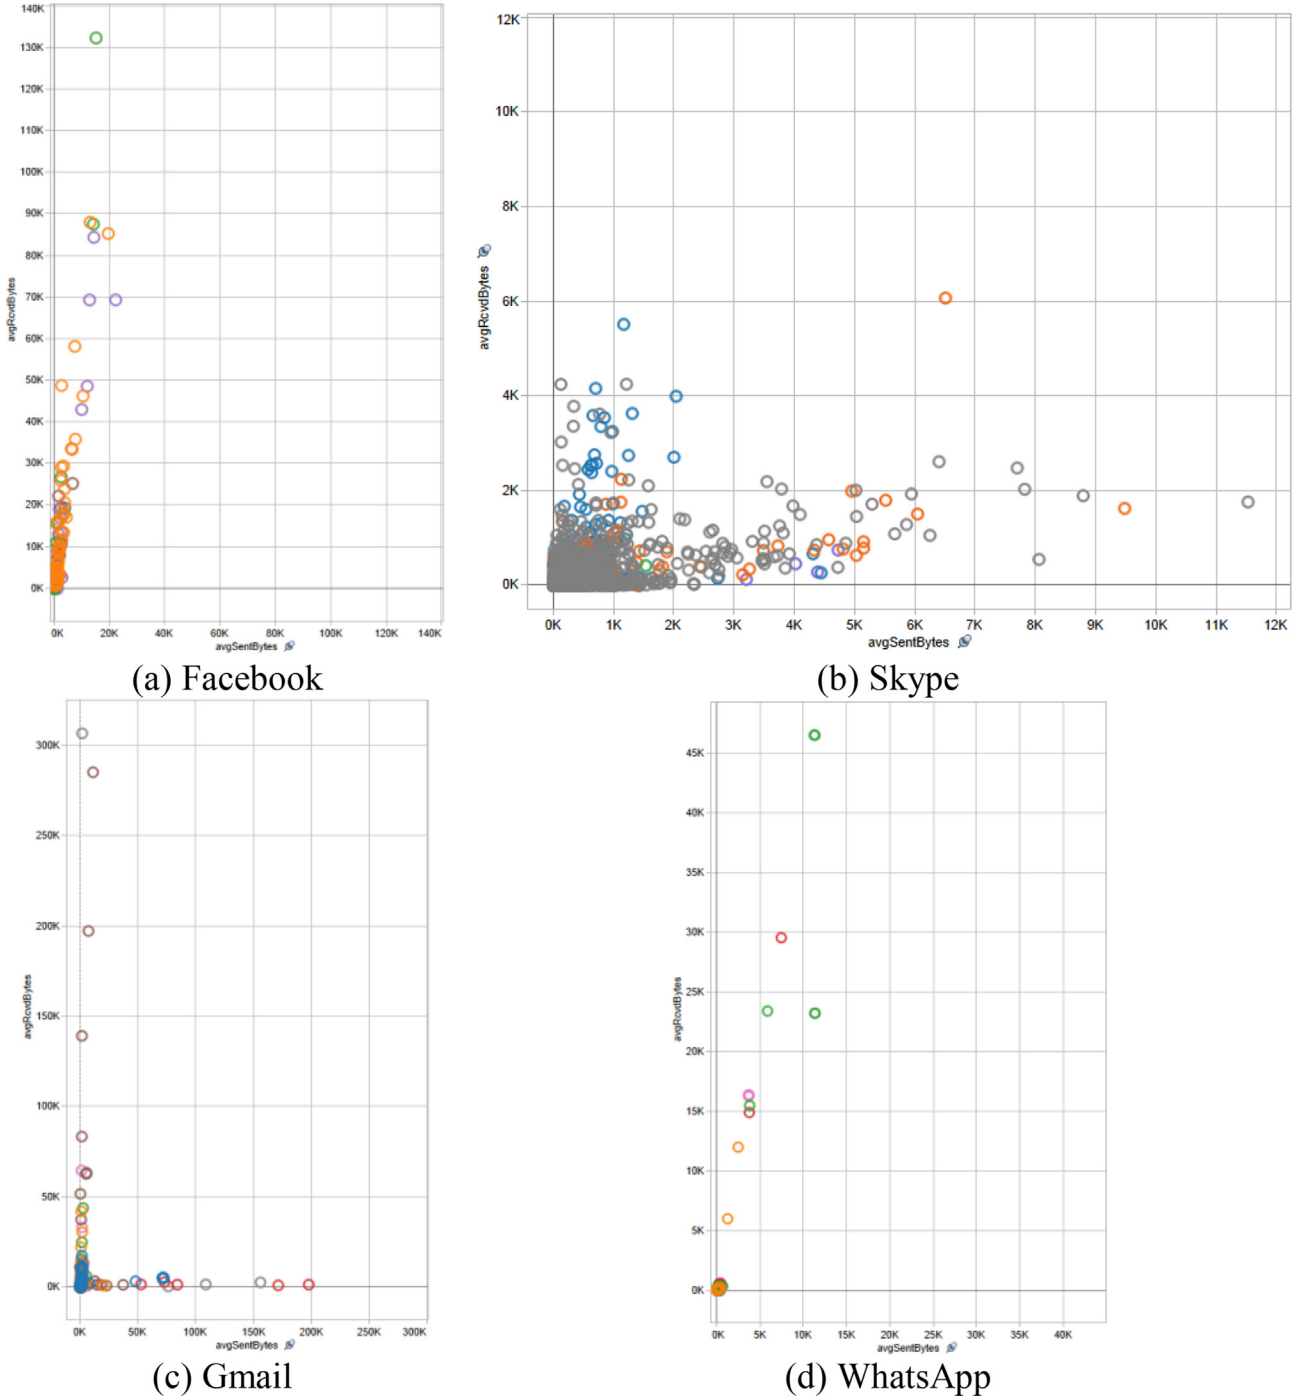 140K
130K
120K
110K
100K
90K
80K
70K
60K
50K
40K
30K
20K
10K
0K
avgRcvdBytes
0K 20K 40K 60K 80K 100K 120K 140K
avgSentBytes
(a) Facebook
12K
10K
8K
6K
4K
2K
0K
avgRcvdBytes
0K 1K 2K 3K 4K 5K 6K 7K 8K 9K 10K 11K 12K
avgSentBytes
(b) Skype
300K
250K
200K
150K
100K
50K
0K
avgRcvdBytes
0K 50K 100K 150K 200K 250K 300K
avgSentBytes
(c) Gmail
45K
40K
35K
30K
25K
20K
15K
10K
5K
0K
avgRcvdBytes
0K 5K 10K 15K 20K 25K 30K 35K 40K
avgSentBytes
(d) WhatsApp